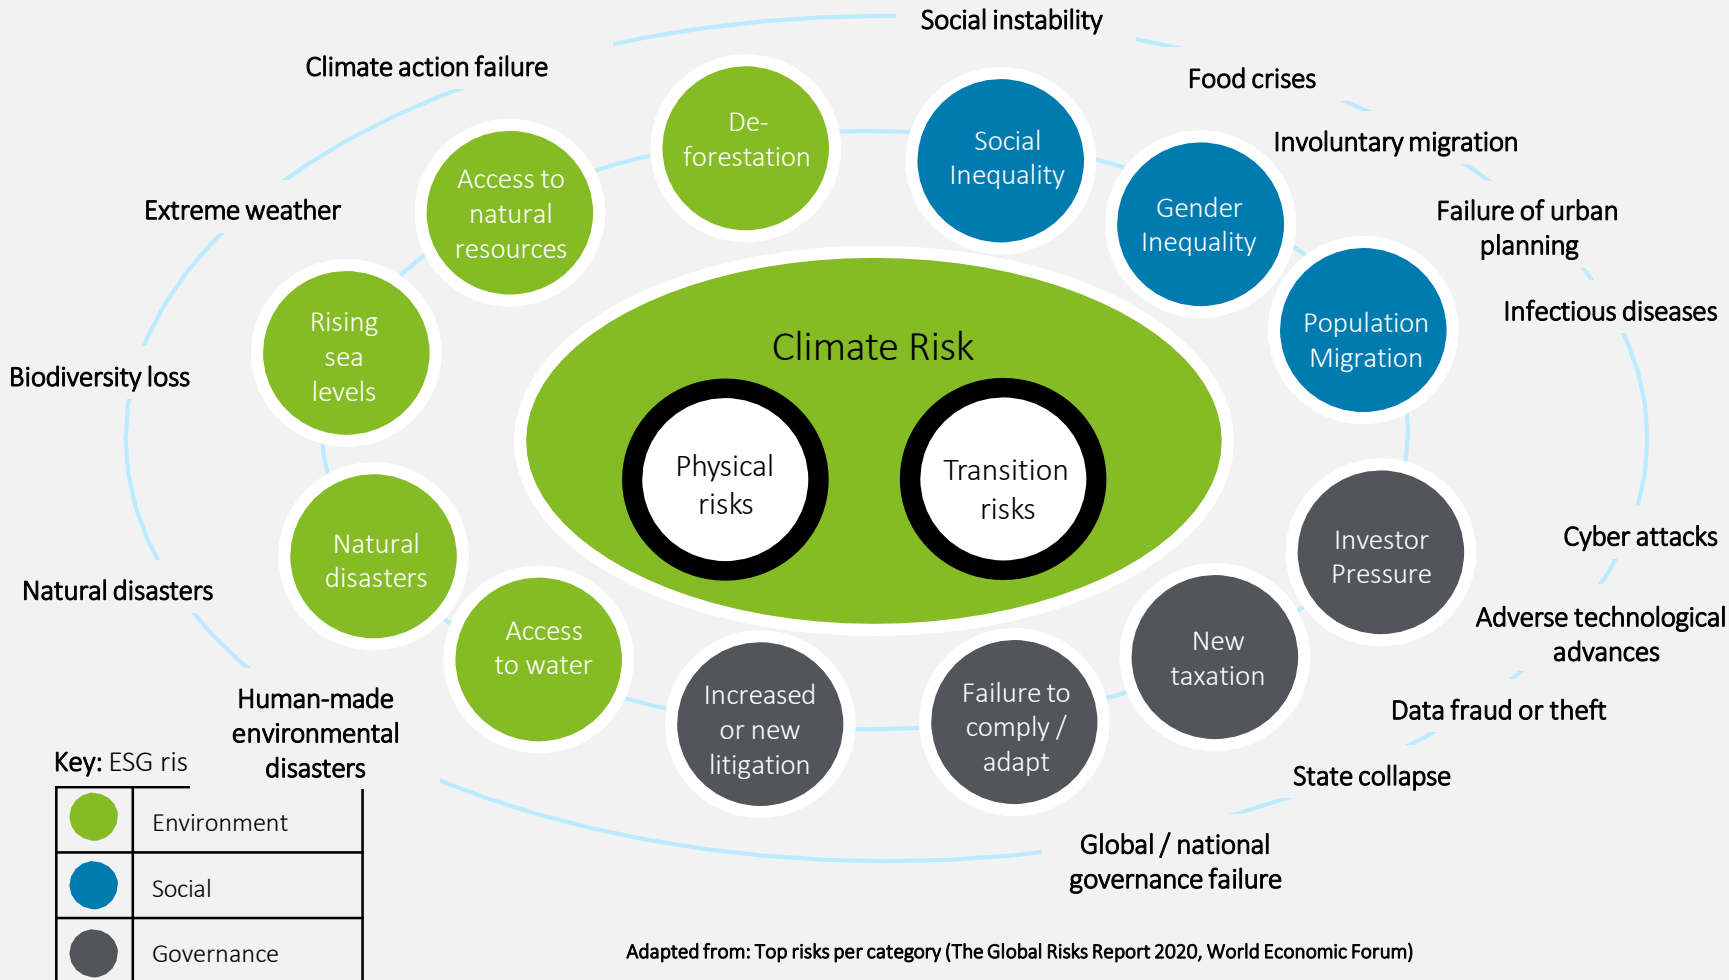 Social instability
Climate action failure
Food crises
De-
forestation
Social
Inequality
Involuntary migration
Access to
natural
resources
Extreme weather
Gender
Inequality
Failure of urban
planning
Rising
sea
levels
Climate Risk
Population
Migration
Infectious diseases
Biodiversity loss
Physical
risks
Transition
risks
Natural
disasters
Investor
Pressure
Cyber attacks
Natural disasters
Access
to water
New
taxation
Adverse technological
advances
Human-made
environmental
disasters
Increased
or new
litigation
Failure to
comply /
adapt
Data fraud or theft
State collapse
Global / national
governance failure
Key: ESG ris
Environment
Social
Governance
Adapted from: Top risks per category (The Global Risks Report 2020, World Economic Forum)